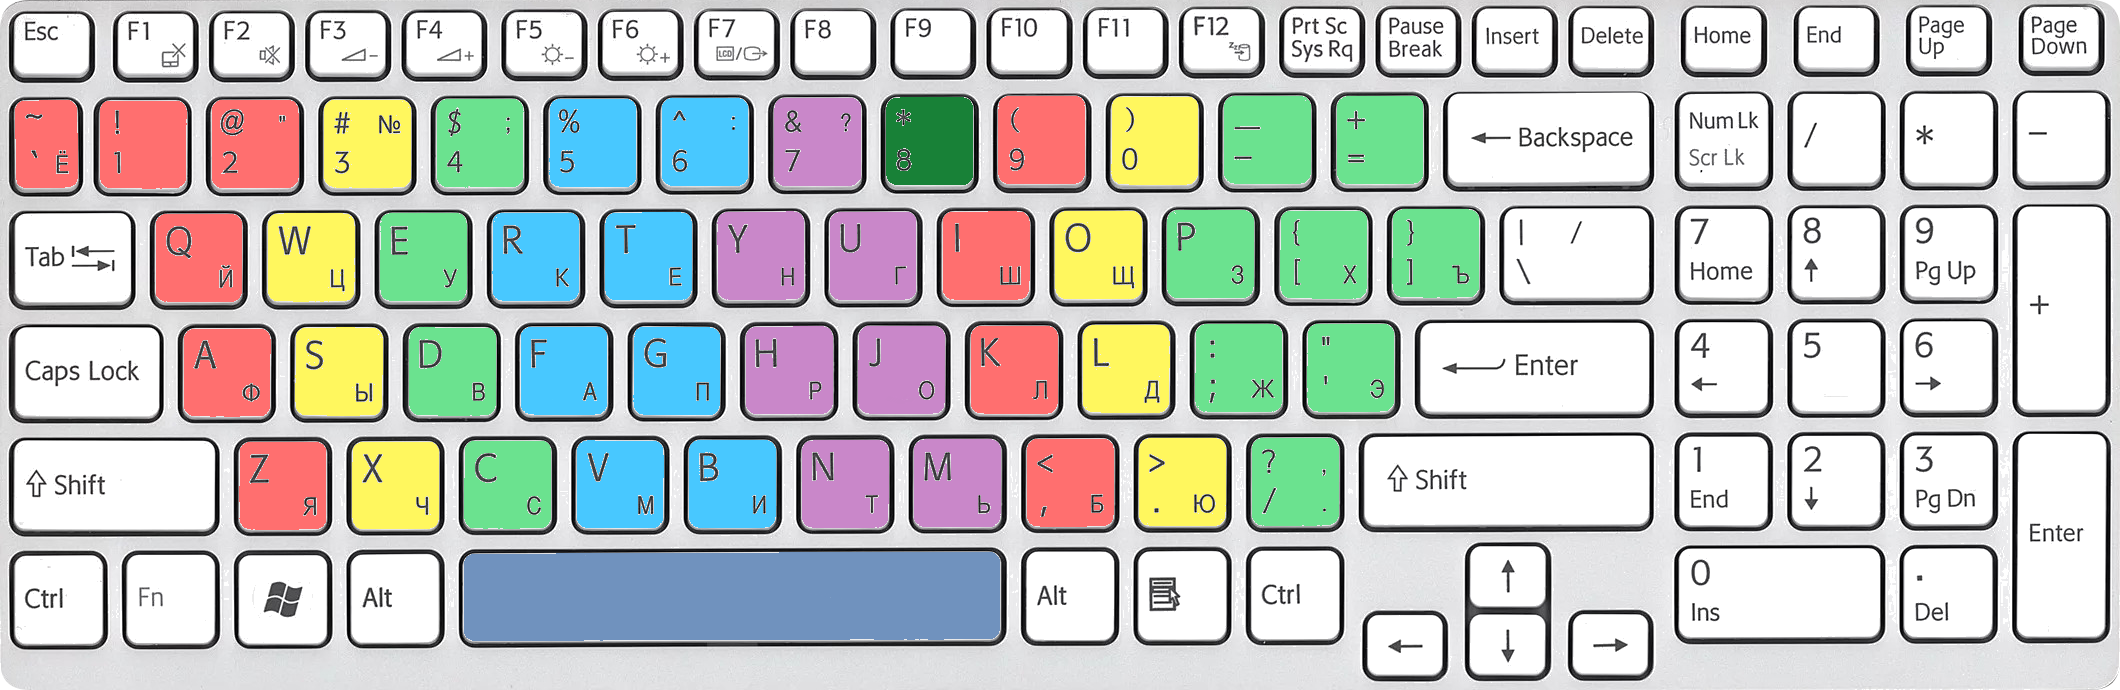 Esc F1 F2 F3 F4 F5 F6 F7 LCD F8 F9 F10 F11 F12 Prt Sc Sys Rq Pause Break Insert Delete Home End Page Up Page Down
~ ` Ё ! 1 @ " 2 # № 3 $ ; 4 % 5 ^ : 6 & ? 7 * 8 ( 9 ) 0 — – + = ← Backspace Num Lk Scr Lk / * –
Tab Q Й W Ц E У R К T Е Y Н U Г I Ш O Щ P З { [ Х } ] Ъ | / \ 7 Home 8 ↑ 9 Pg Up +
Caps Lock A Ф S Ы D В F А G П H Р J О K Л L Д : ; Ж " ' Э Enter 4 ← 5 6 →
⇧ Shift Z Я X Ч C С V М B И N Т M Ь < , Б > . Ю ? , / . ⇧ Shift 1 End 2 ↓ 3 Pg Dn Enter
Ctrl Fn Alt Alt Ctrl ← ↑ ↓ → 0 Ins . Del